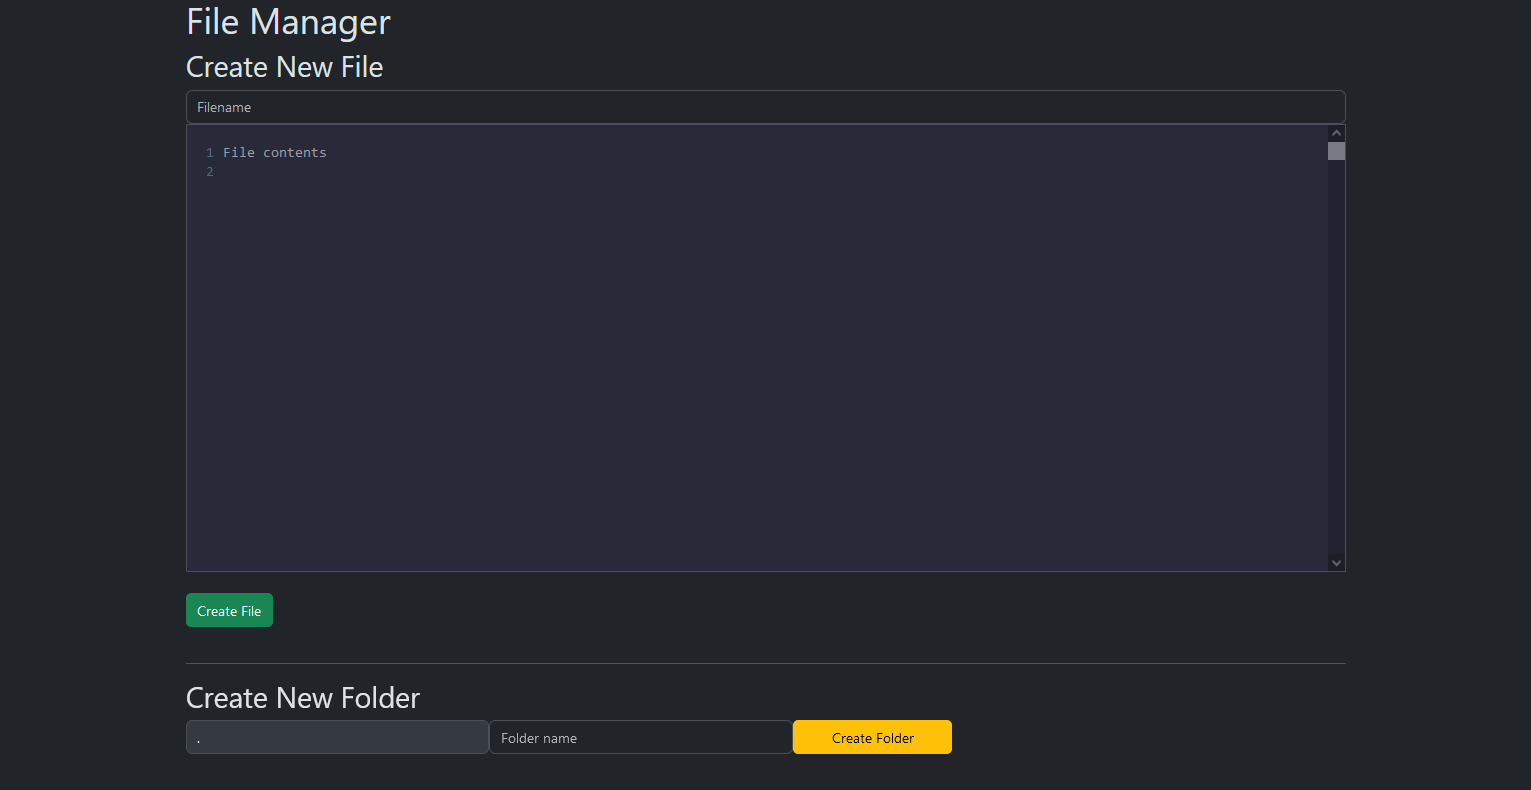 File Manager
Create New File
Filename
1 File contents
2
Create File
Create New Folder
. Folder name Create Folder